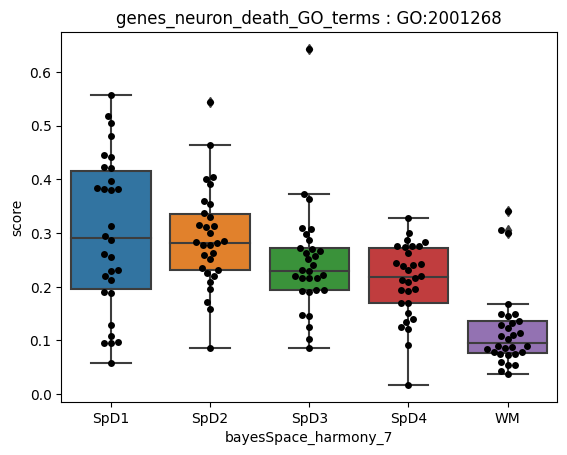 genes_neuron_death_GO_terms : GO:2001268
score
0.6
0.5
0.4
0.3
0.2
0.1
0.0
SpD1 SpD2 SpD3 SpD4 WM
bayesSpace_harmony_7